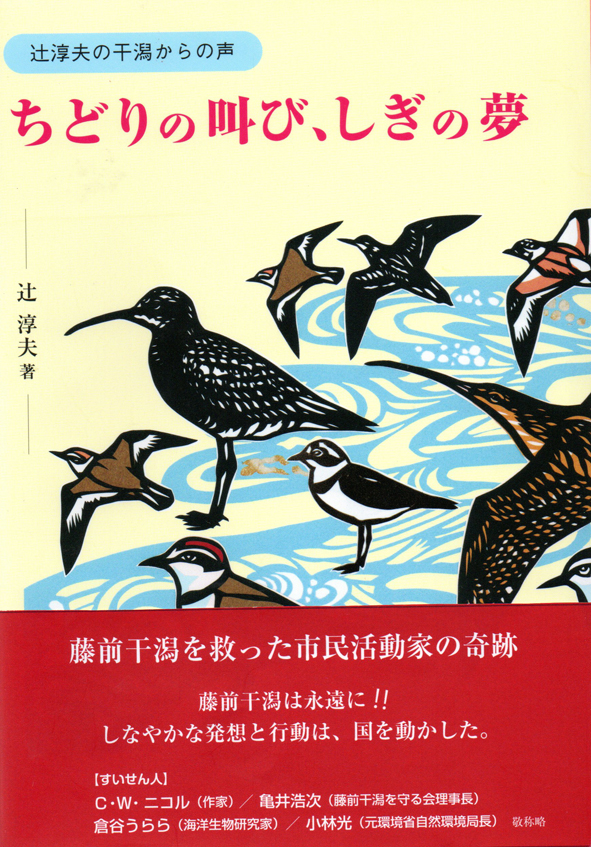 辻淳夫の干潟からの声
ちどりの叫び、しぎの夢
辻 淳夫 著
藤前干潟を救った市民活動家の奇跡
藤前干潟は永遠に!!
しなやかな発想と行動は、国を動かした。
【すいせん人】
C・W・ニコル(作家)／ 亀井浩次(藤前干潟を守る会理事長)
倉谷うらら(海洋生物研究家)／ 小林光(元環境省自然環境局長) 敬称略